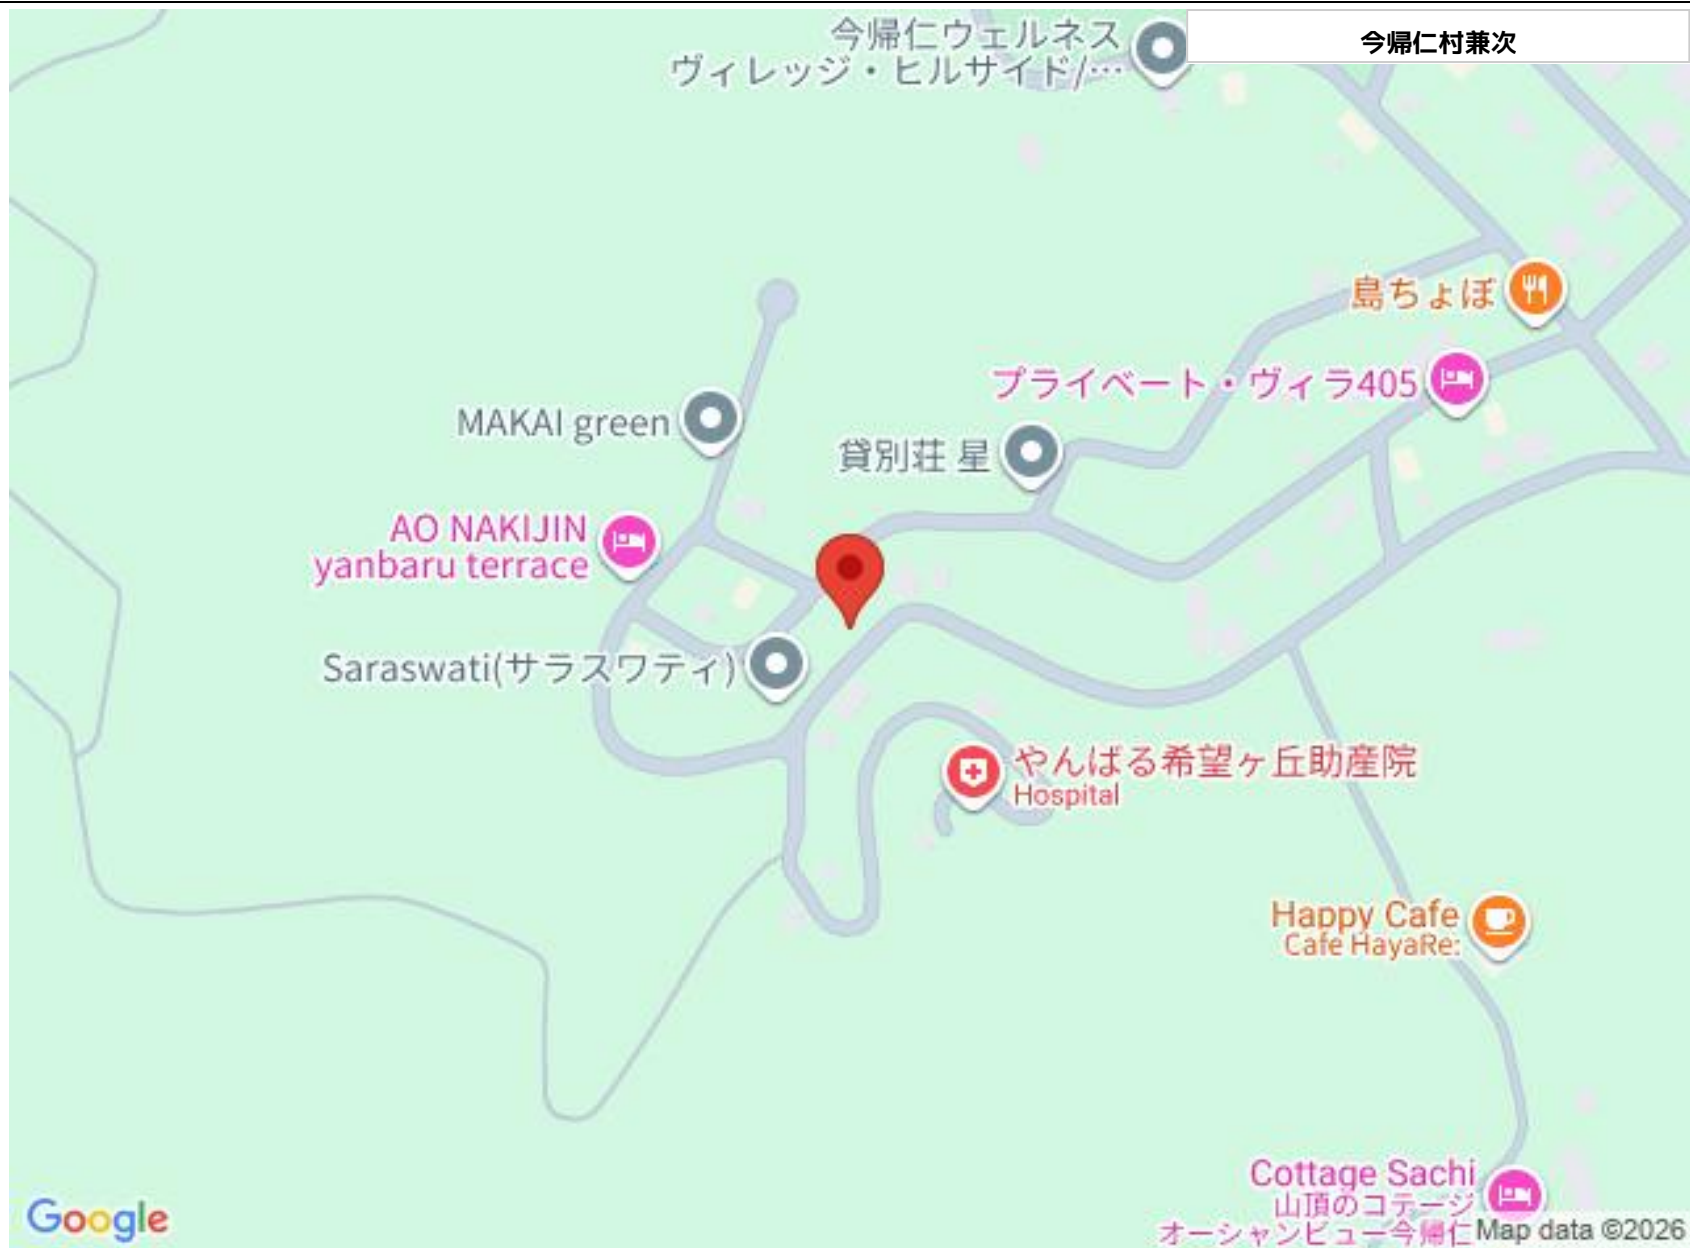 今帰仁ウェルネス
ヴィレッジ・ヒルサイド/…
今帰仁村兼次
島ちょぼ
プライベート・ヴィラ405
MAKAI green
貸別荘 星
AO NAKIJIN
yanbaru terrace
Saraswati(サラスワティ)
やんばる希望ヶ丘助産院
Hospital
Happy Cafe
Cafe HayaRe:
Cottage Sachi
山頂のコテージ
オーシャンビュー今帰仁
Google
Map data ©2026